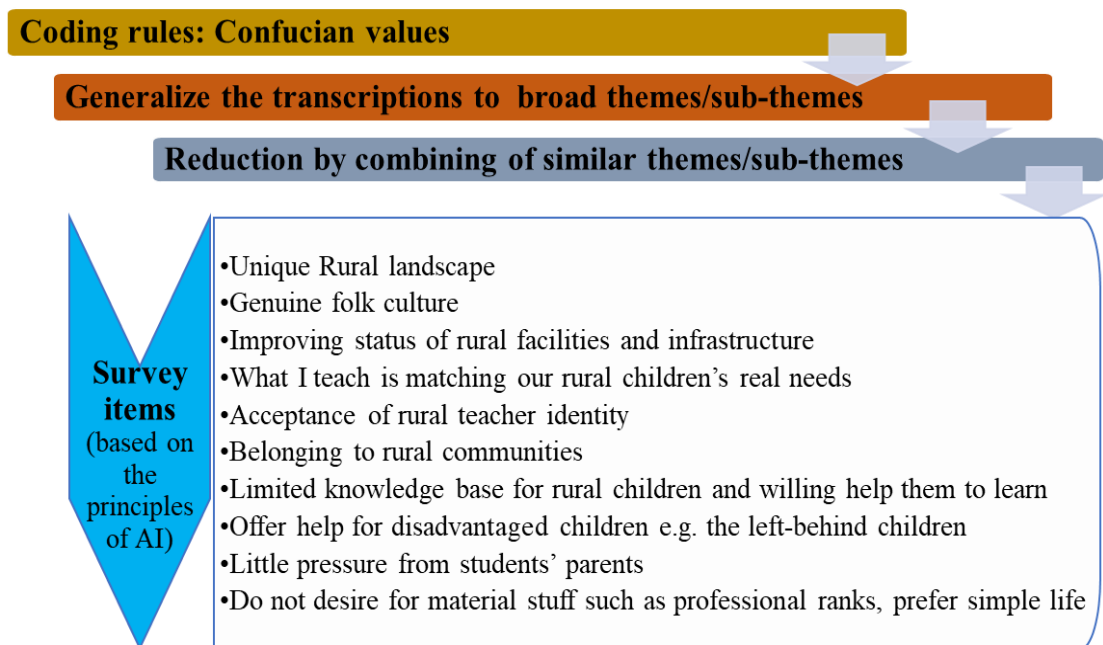 Coding rules: Confucian values
Generalize the transcriptions to broad themes/sub-themes
Reduction by combining of similar themes/sub-themes
Survey
items
(based on
the
principles
of AI)
•Unique Rural landscape
•Genuine folk culture
•Improving status of rural facilities and infrastructure
•What I teach is matching our rural children’s real needs
•Acceptance of rural teacher identity
•Belonging to rural communities
•Limited knowledge base for rural children and willing help them to learn
•Offer help for disadvantaged children e.g. the left-behind children
•Little pressure from students’ parents
•Do not desire for material stuff such as professional ranks, prefer simple life